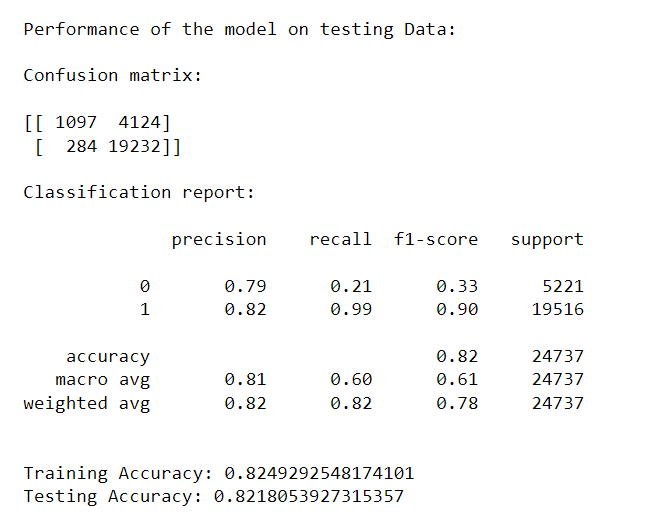 Performance of the model on testing Data:
Confusion matrix:
[[ 1097  4124]
 [  284 19232]]
Classification report:
              precision    recall  f1-score   support
           0       0.79      0.21      0.33      5221
           1       0.82      0.99      0.90     19516
    accuracy                           0.82     24737
   macro avg       0.81      0.60      0.61     24737
weighted avg       0.82      0.82      0.78     24737
Training Accuracy: 0.8249292548174101
Testing Accuracy: 0.8218053927315357